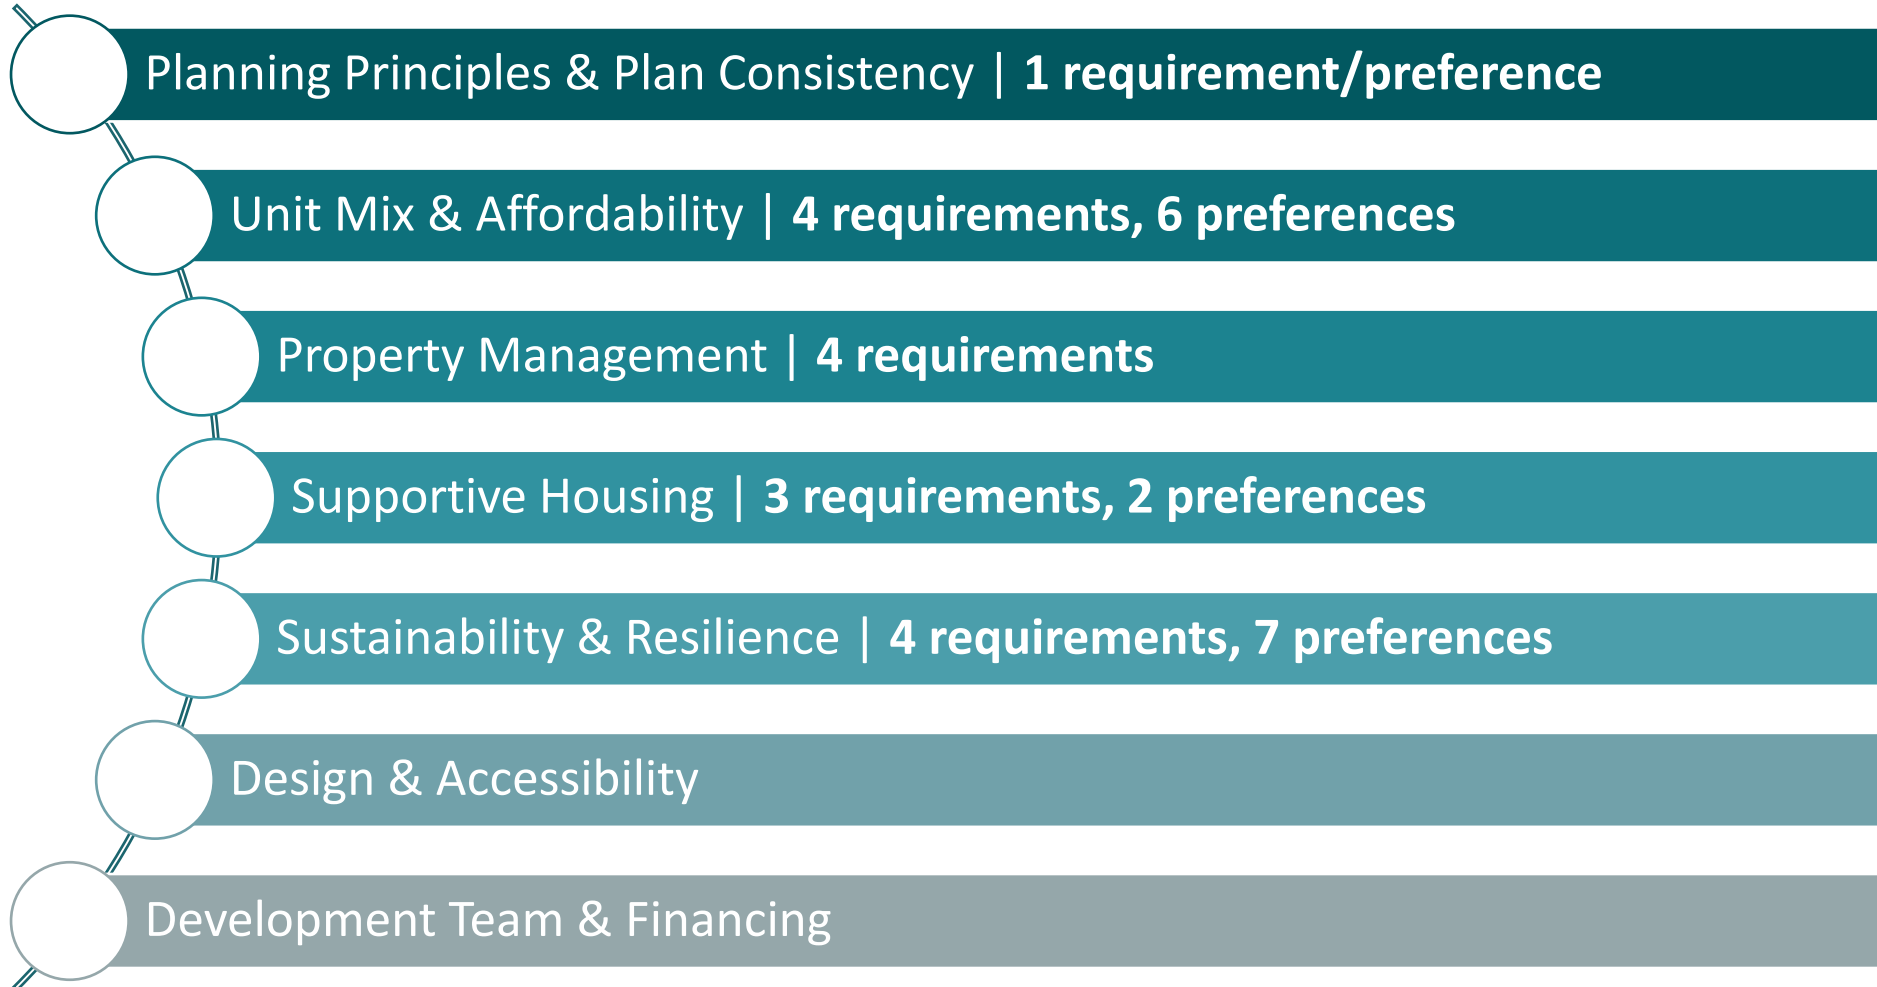 Planning Principles & Plan Consistency | 1 requirement/preference
Unit Mix & Affordability | 4 requirements, 6 preferences
Property Management | 4 requirements
Supportive Housing | 3 requirements, 2 preferences
Sustainability & Resilience | 4 requirements, 7 preferences
Design & Accessibility
Development Team & Financing